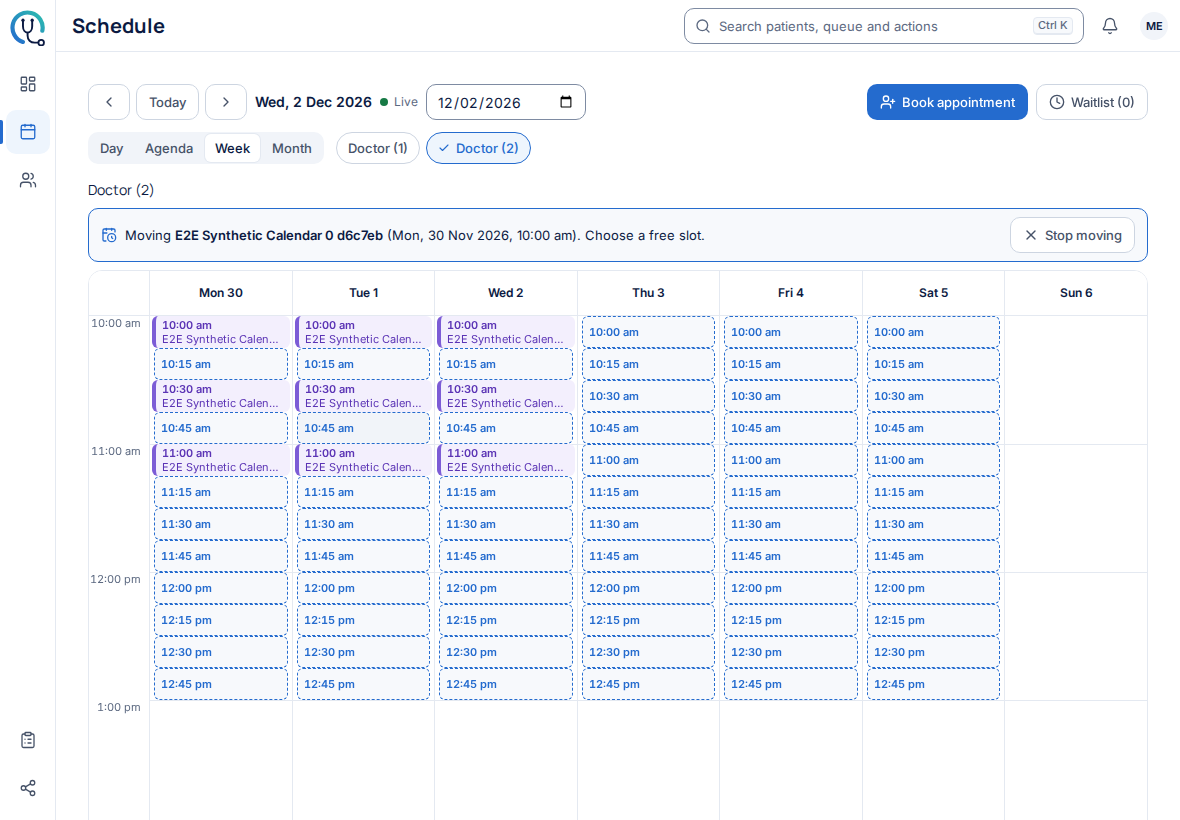 Schedule
Search patients, queue and actions
Ctrl K
ME
Today
Wed, 2 Dec 2026
Live
12/02/2026
Book appointment
Waitlist (0)
Day
Agenda
Week
Month
Doctor (1)
Doctor (2)
Doctor (2)
Moving E2E Synthetic Calendar 0 d6c7eb (Mon, 30 Nov 2026, 10:00 am). Choose a free slot.
Stop moving
Mon 30
Tue 1
Wed 2
Thu 3
Fri 4
Sat 5
Sun 6
10:00 am
11:00 am
12:00 pm
1:00 pm
10:00 am
E2E Synthetic Calen...
10:15 am
10:30 am
E2E Synthetic Calen...
10:45 am
11:00 am
E2E Synthetic Calen...
11:15 am
11:30 am
11:45 am
12:00 pm
12:15 pm
12:30 pm
12:45 pm
10:00 am
E2E Synthetic Calen...
10:15 am
10:30 am
E2E Synthetic Calen...
10:45 am
11:00 am
E2E Synthetic Calen...
11:15 am
11:30 am
11:45 am
12:00 pm
12:15 pm
12:30 pm
12:45 pm
10:00 am
E2E Synthetic Calen...
10:15 am
10:30 am
E2E Synthetic Calen...
10:45 am
11:00 am
E2E Synthetic Calen...
11:15 am
11:30 am
11:45 am
12:00 pm
12:15 pm
12:30 pm
12:45 pm
10:00 am
10:15 am
10:30 am
10:45 am
11:00 am
11:15 am
11:30 am
11:45 am
12:00 pm
12:15 pm
12:30 pm
12:45 pm
10:00 am
10:15 am
10:30 am
10:45 am
11:00 am
11:15 am
11:30 am
11:45 am
12:00 pm
12:15 pm
12:30 pm
12:45 pm
10:00 am
10:15 am
10:30 am
10:45 am
11:00 am
11:15 am
11:30 am
11:45 am
12:00 pm
12:15 pm
12:30 pm
12:45 pm